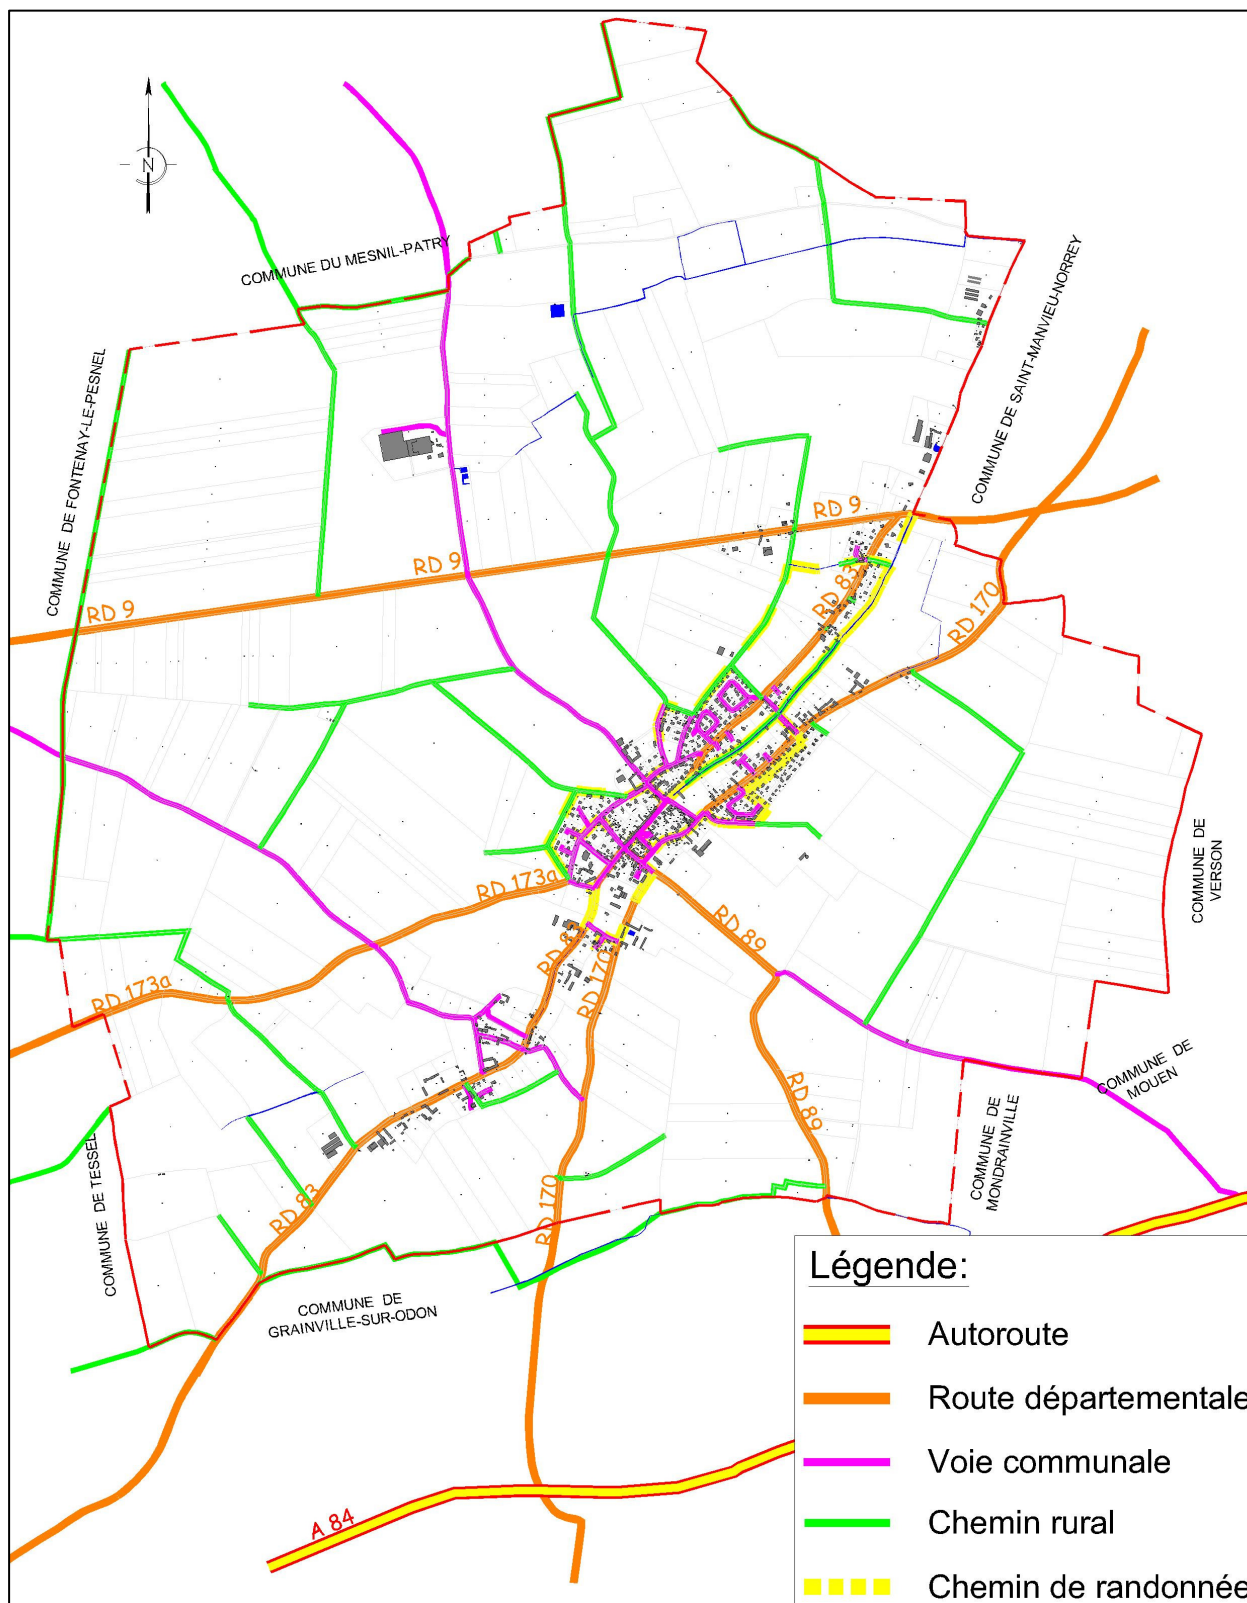 N
COMMUNE DU MESNIL-PATRY
COMMUNE DE SAINT-MANVIEU-NORREY
COMMUNE DE FONTENAY-LE-PESNEL
RD 9
RD 9
RD 9
RD 83
RD 170
COMMUNE DE
VERSON
RD 173a
RD 89
RD 8
RD 170
RD 173a
COMMUNE DE
MOUEN
RD 89
COMMUNE DE
MONDRAINVILLE
COMMUNE DE TESSEL
RD 83
RD 170
COMMUNE DE
GRAINVILLE-SUR-ODON
A 84
Légende:
Autoroute
Route départementale
Voie communale
Chemin rural
Chemin de randonnée